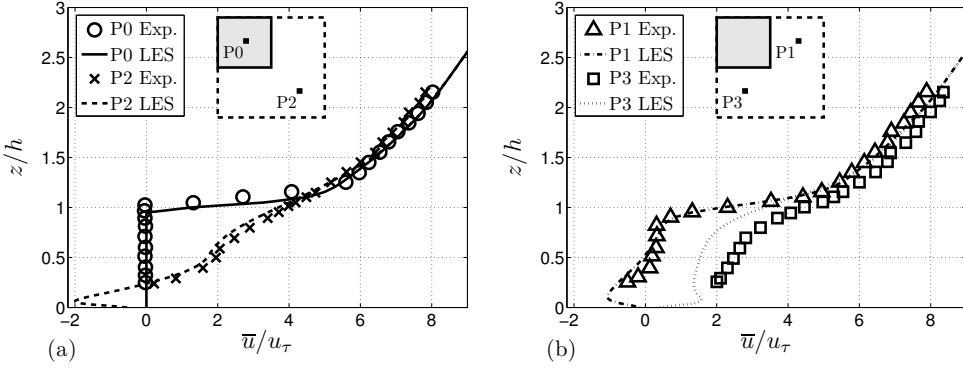 P0 Exp.
P0 LES
P2 Exp.
P2 LES
P0
P2
3
2.5
2
1.5
1
0.5
0
z/h
−2 0 2 4 6 8
u̅/u_τ
(a)
P1 Exp.
P1 LES
P3 Exp.
P3 LES
P1
P3
3
2.5
2
1.5
1
0.5
0
z/h
−2 0 2 4 6 8
u̅/u_τ
(b)